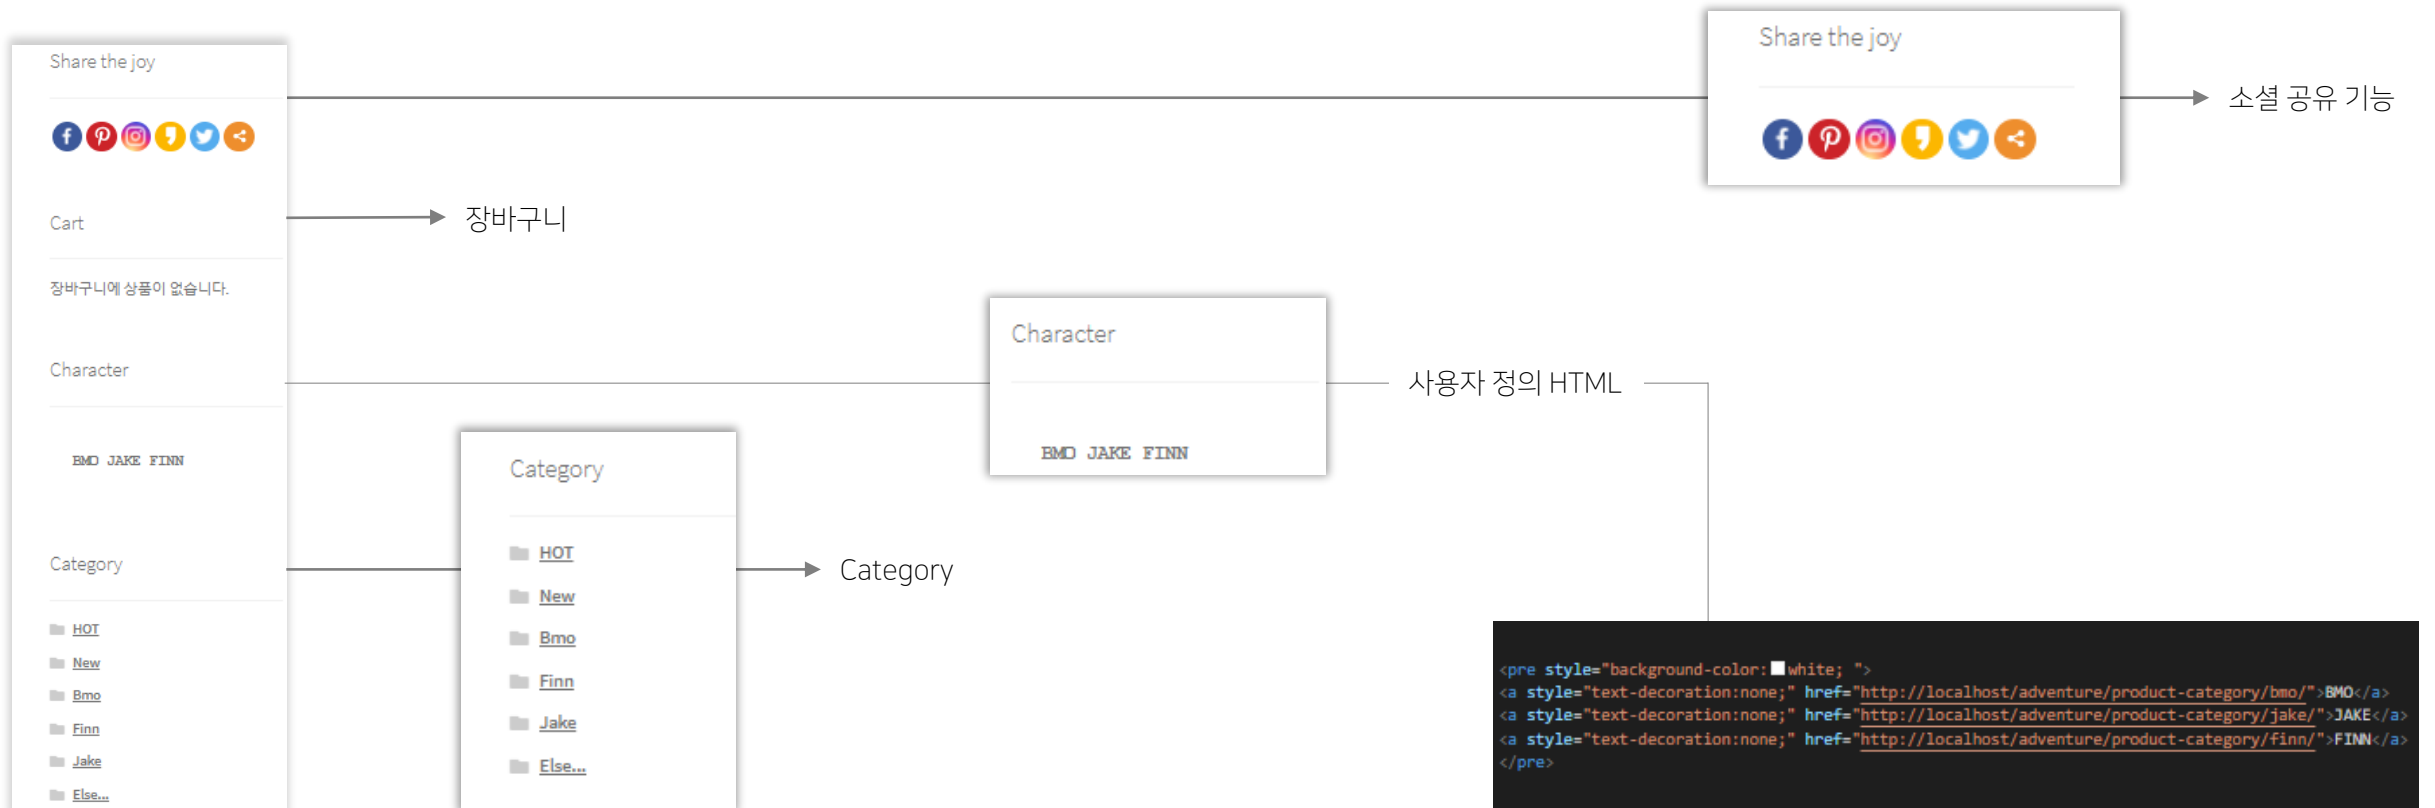 Share the joy
Cart
장바구니에 상품이 없습니다.
Character
BMO JAKE FINN
Category
HOT
New
Bmo
Finn
Jake
Else...
장바구니
Category
HOT
New
Bmo
Finn
Jake
Else...
Category
Character
BMO JAKE FINN
사용자 정의 HTML
Share the joy
소셜 공유 기능
<pre style="background-color:white; ">
<a style="text-decoration:none;" href="http://localhost/adventure/product-category/bmo/">BMO</a>
<a style="text-decoration:none;" href="http://localhost/adventure/product-category/jake/">JAKE</a>
<a style="text-decoration:none;" href="http://localhost/adventure/product-category/finn/">FINN</a>
</pre>